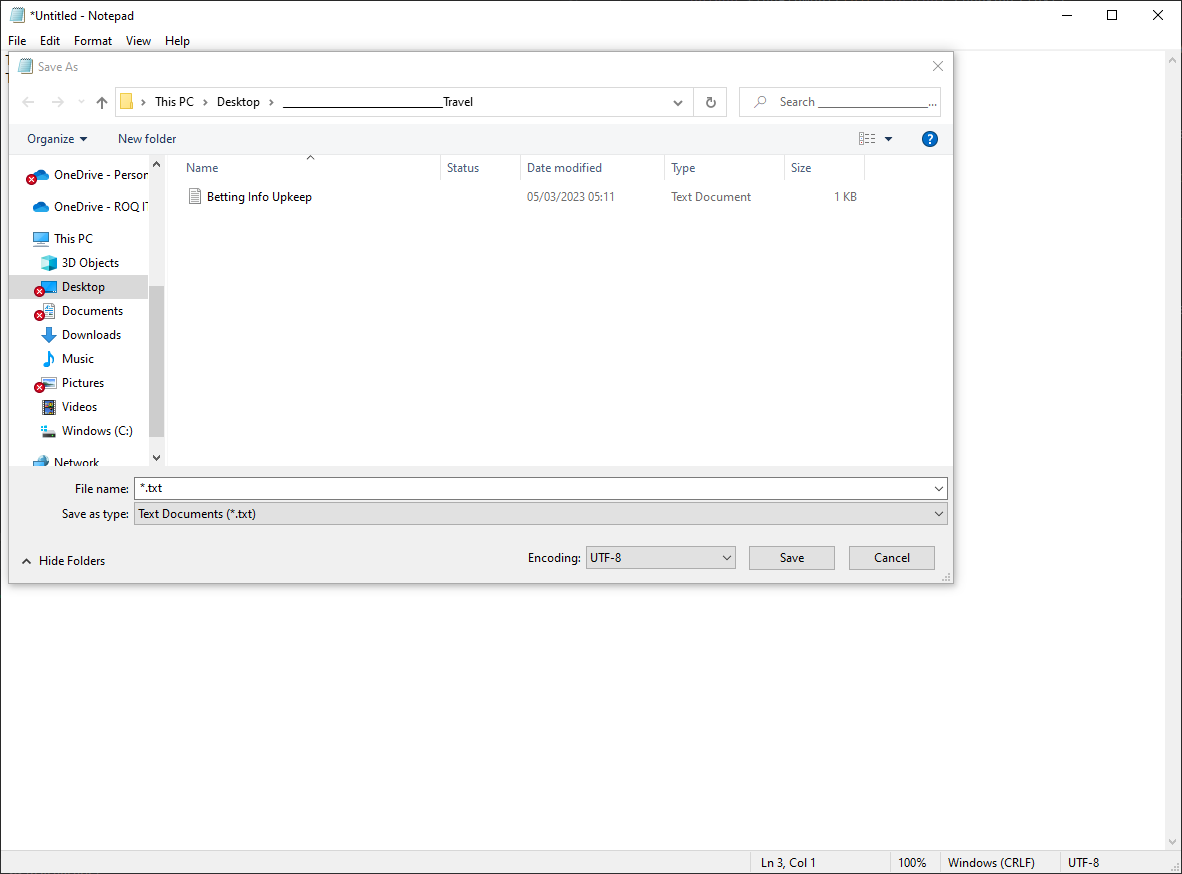 *Untitled - Notepad
File Edit Format View Help
Save As
This PC Desktop ________________________Travel
Search __________________...
Organize New folder
Name Status Date modified Type Size
Betting Info Upkeep 05/03/2023 05:11 Text Document 1 KB
OneDrive - Person
OneDrive - ROQ IT
This PC
3D Objects
Desktop
Documents
Downloads
Music
Pictures
Videos
Windows (C:)
Network
File name: *.txt
Save as type: Text Documents (*.txt)
Hide Folders
Encoding: UTF-8 Save Cancel
Ln 3, Col 1 100% Windows (CRLF) UTF-8